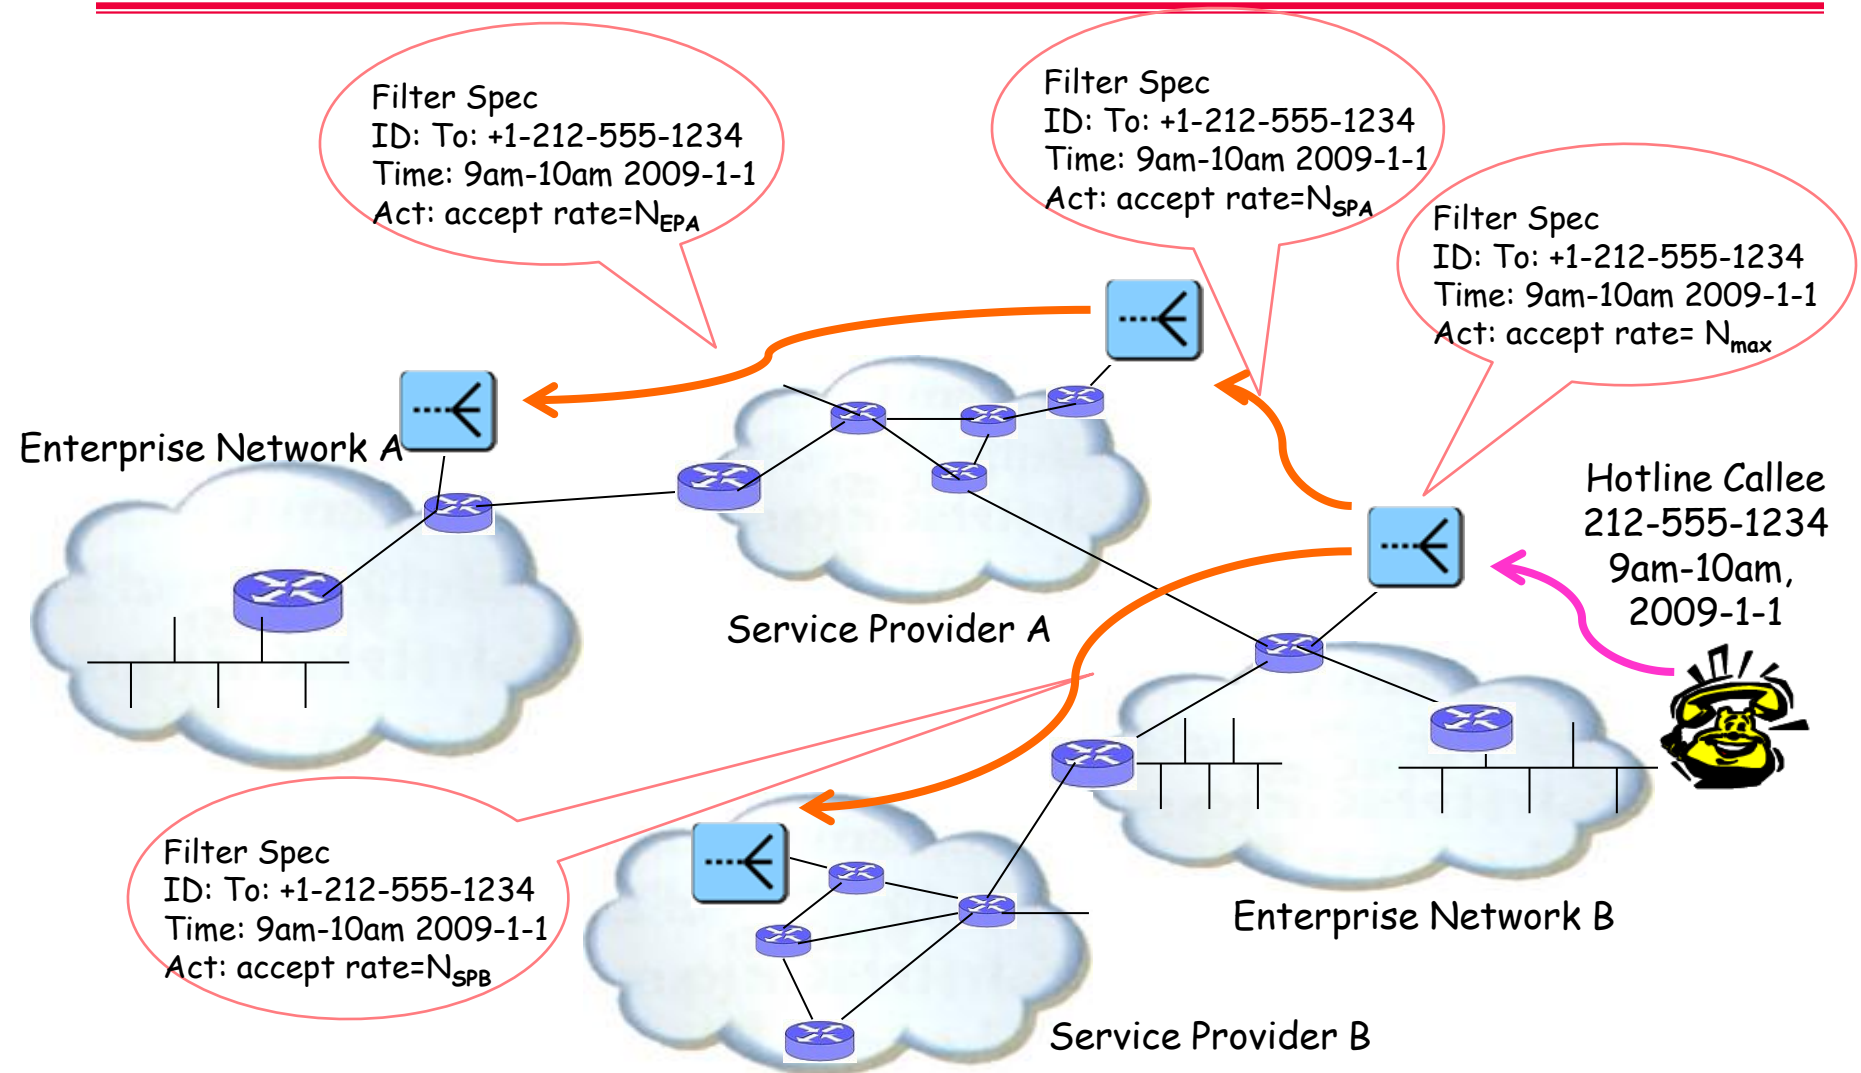 Filter Spec
ID: To: +1-212-555-1234
Time: 9am-10am 2009-1-1
Act: accept rate=N_EPA
Filter Spec
ID: To: +1-212-555-1234
Time: 9am-10am 2009-1-1
Act: accept rate=N_SPA
Filter Spec
ID: To: +1-212-555-1234
Time: 9am-10am 2009-1-1
Act: accept rate= N_max
Enterprise Network A
Hotline Callee
212-555-1234
9am-10am,
2009-1-1
Service Provider A
Filter Spec
ID: To: +1-212-555-1234
Time: 9am-10am 2009-1-1
Act: accept rate=N_SPB
Enterprise Network B
Service Provider B